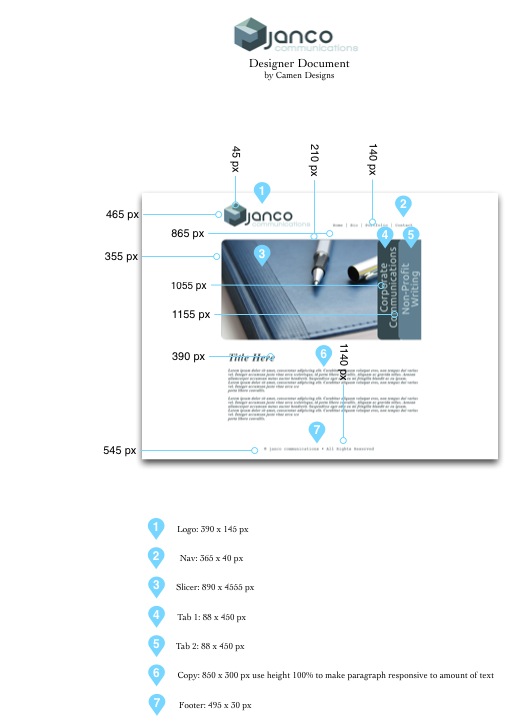 janco
communications
Designer Document
by Camen Designs
45 px
210 px
140 px
1
2
465 px
janco
communications
Home | Bio | Portfolio | Contact
865 px
4
5
355 px
3
Corporate
Communications
Non-Profit
Writing
1055 px
1155 px
390 px
Title Here
6
1140 px
7
545 px
© janco communications • All Rights Reserved
1 Logo: 390 x 145 px
2 Nav: 365 x 40 px
3 Slicer: 890 x 4555 px
4 Tab 1: 88 x 450 px
5 Tab 2: 88 x 450 px
6 Copy: 850 x 300 px use height 100% to make paragraph responsive to amount of text
7 Footer: 495 x 30 px